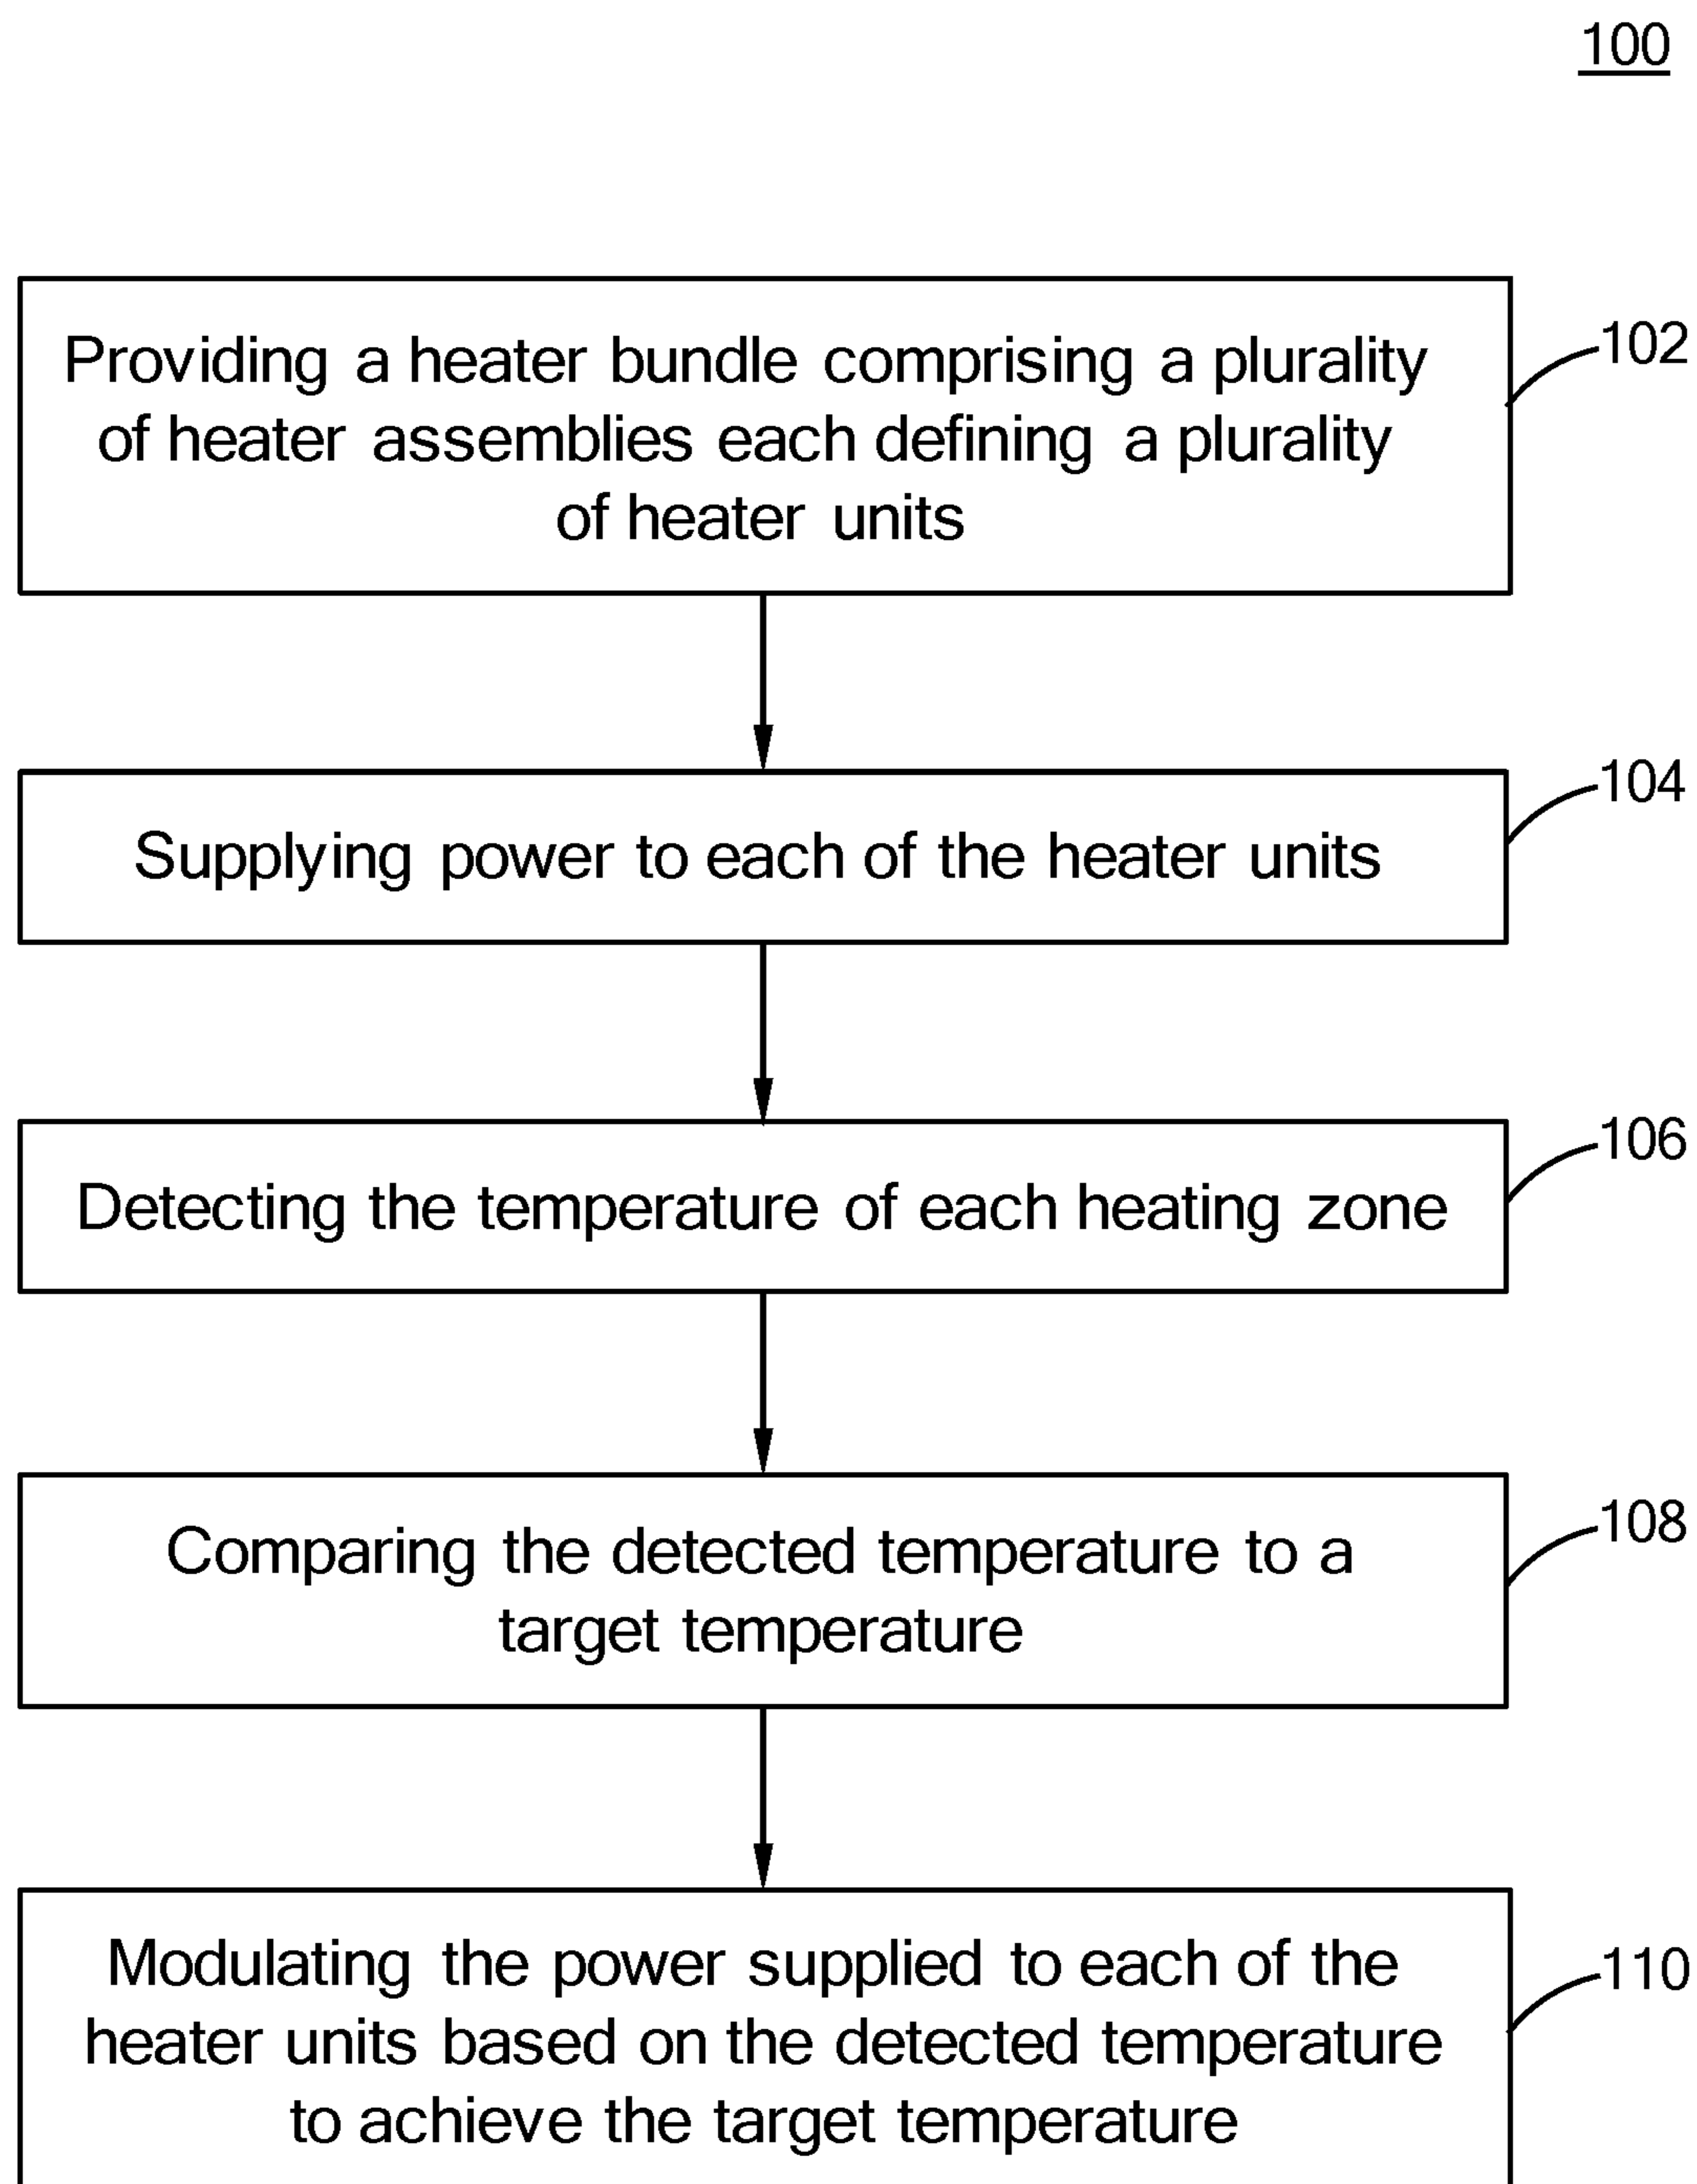 100
Providing a heater bundle comprising a plurality
of heater assemblies each defining a plurality
of heater units
102
Supplying power to each of the heater units
104
Detecting the temperature of each heating zone
106
Comparing the detected temperature to a
target temperature
108
Modulating the power supplied to each of the
heater units based on the detected temperature
to achieve the target temperature
110